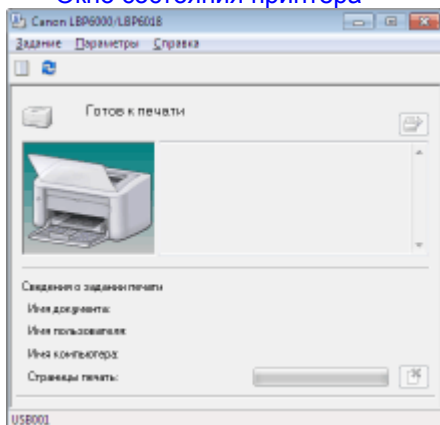 Окно состояния принтера
Canon LBP6000/LBP6018
Задание Параметры Справка
Готов к печати
Сведения о задании печати
Имя документа:
Имя пользователя:
Имя компьютера:
Страницы печать:
USB001